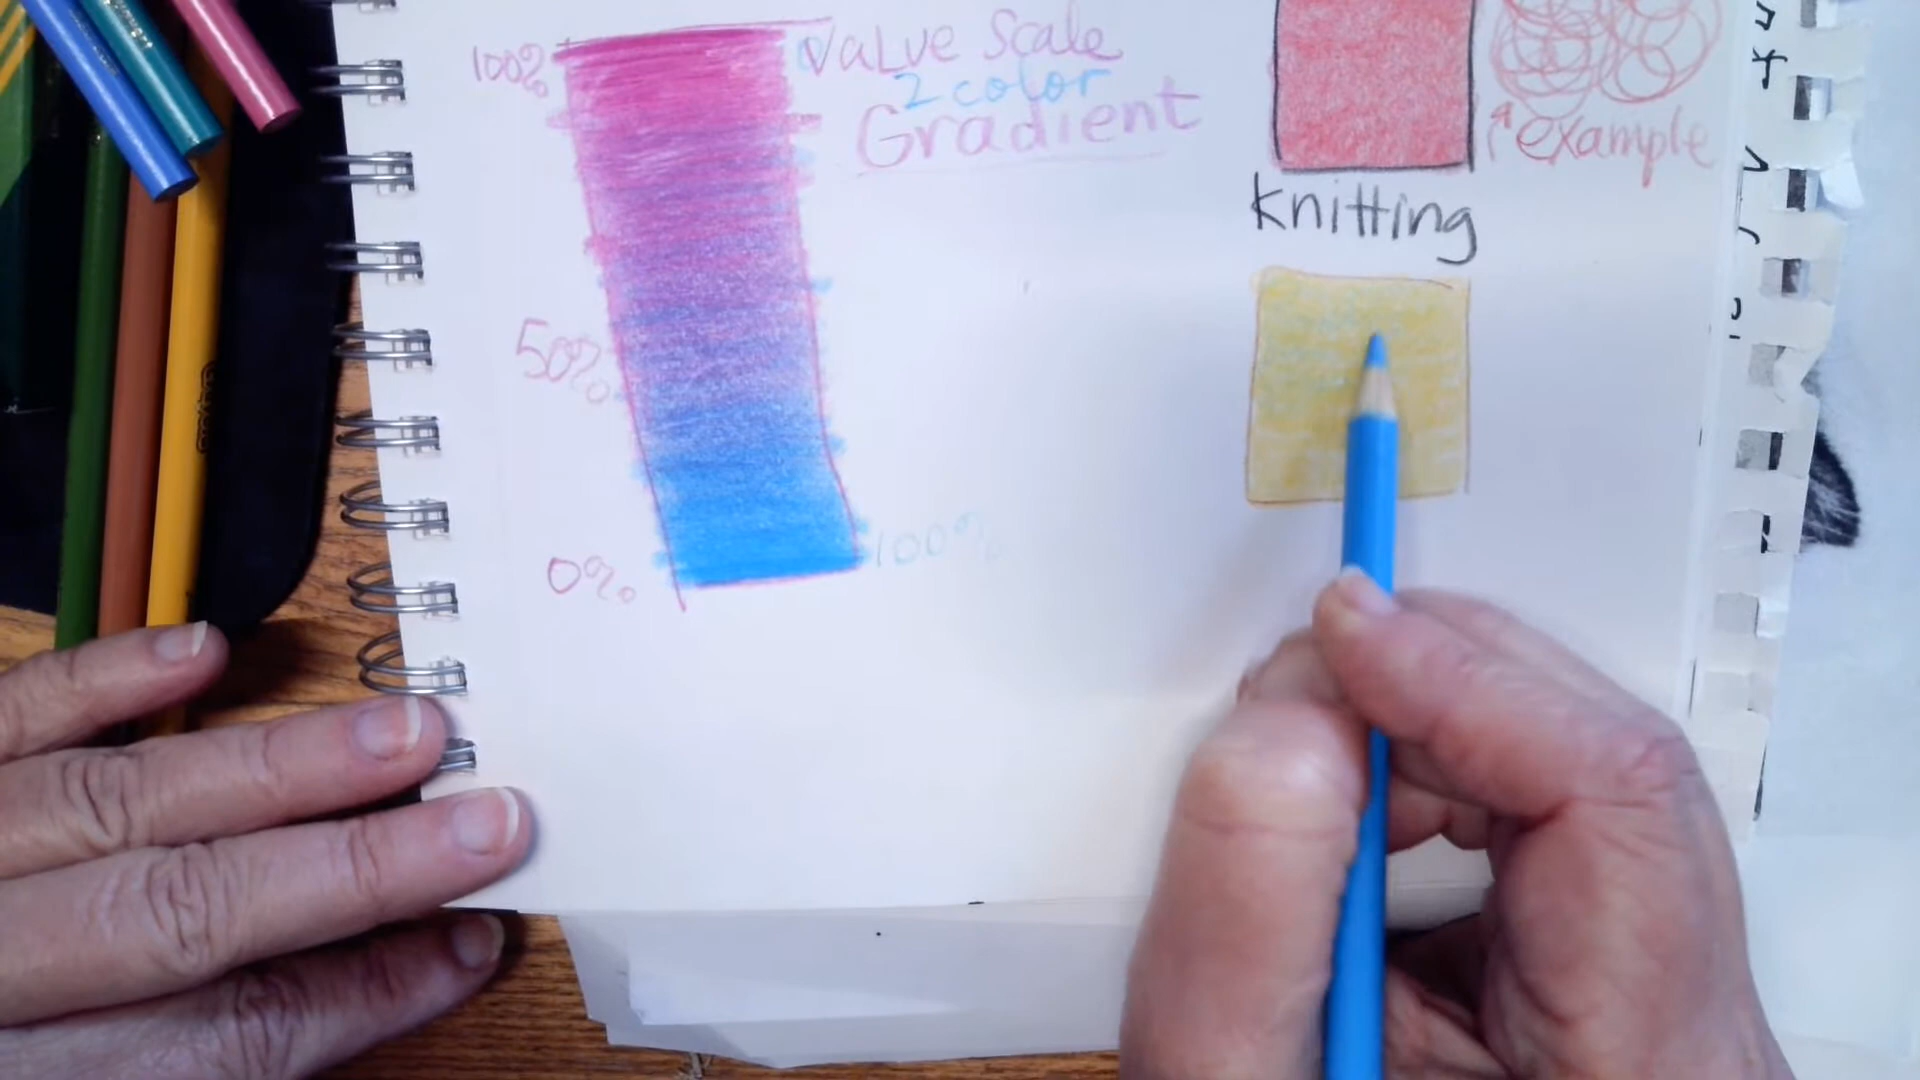 100%
Value Scale
2 color
Gradient
example
Knitting
50%
0%
100%